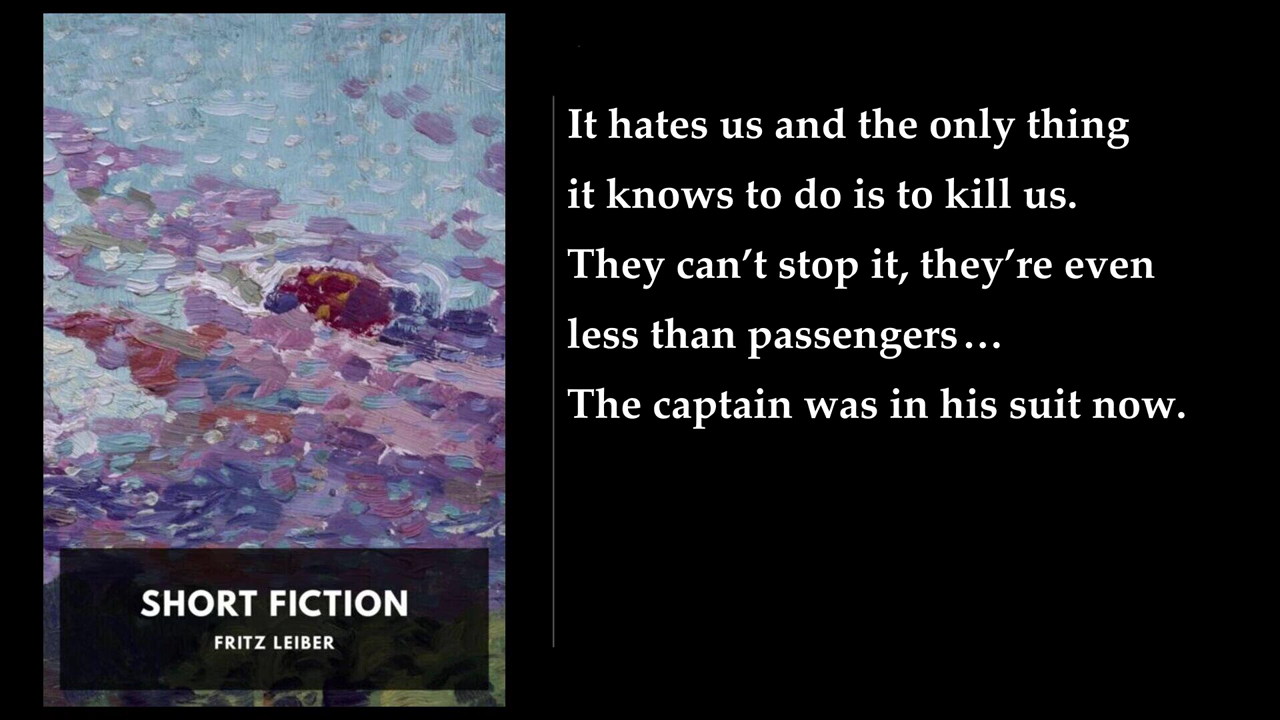 It hates us and the only thing
it knows to do is to kill us.
They can’t stop it, they’re even
less than passengers…
The captain was in his suit now.
SHORT FICTION
FRITZ LEIBER